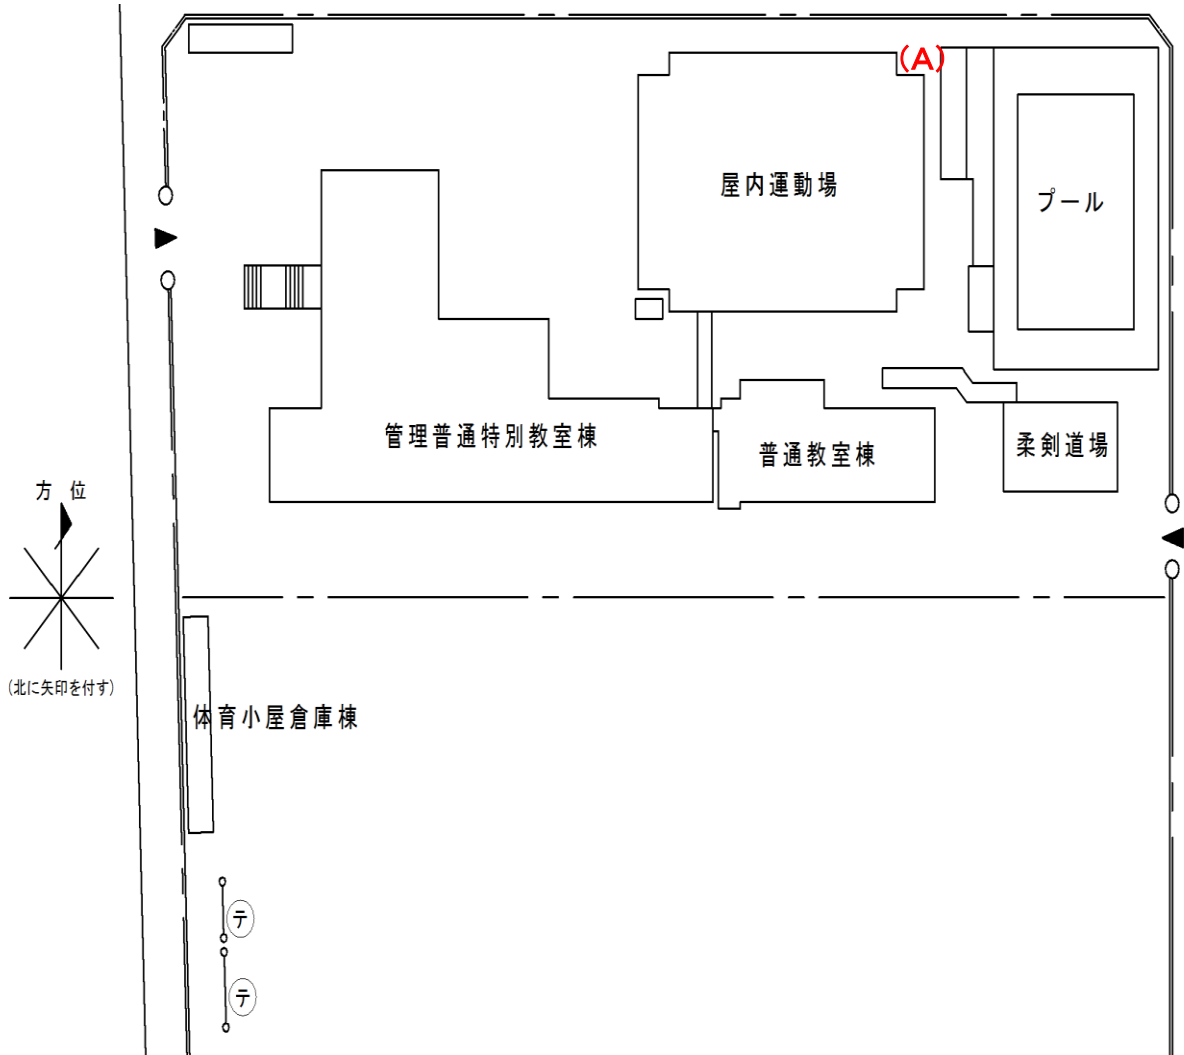 (A)
屋内運動場
プール
管理普通特別教室棟
普通教室棟
柔剣道場
方 位
(北に矢印を付す)
体育小屋倉庫棟
テ
テ